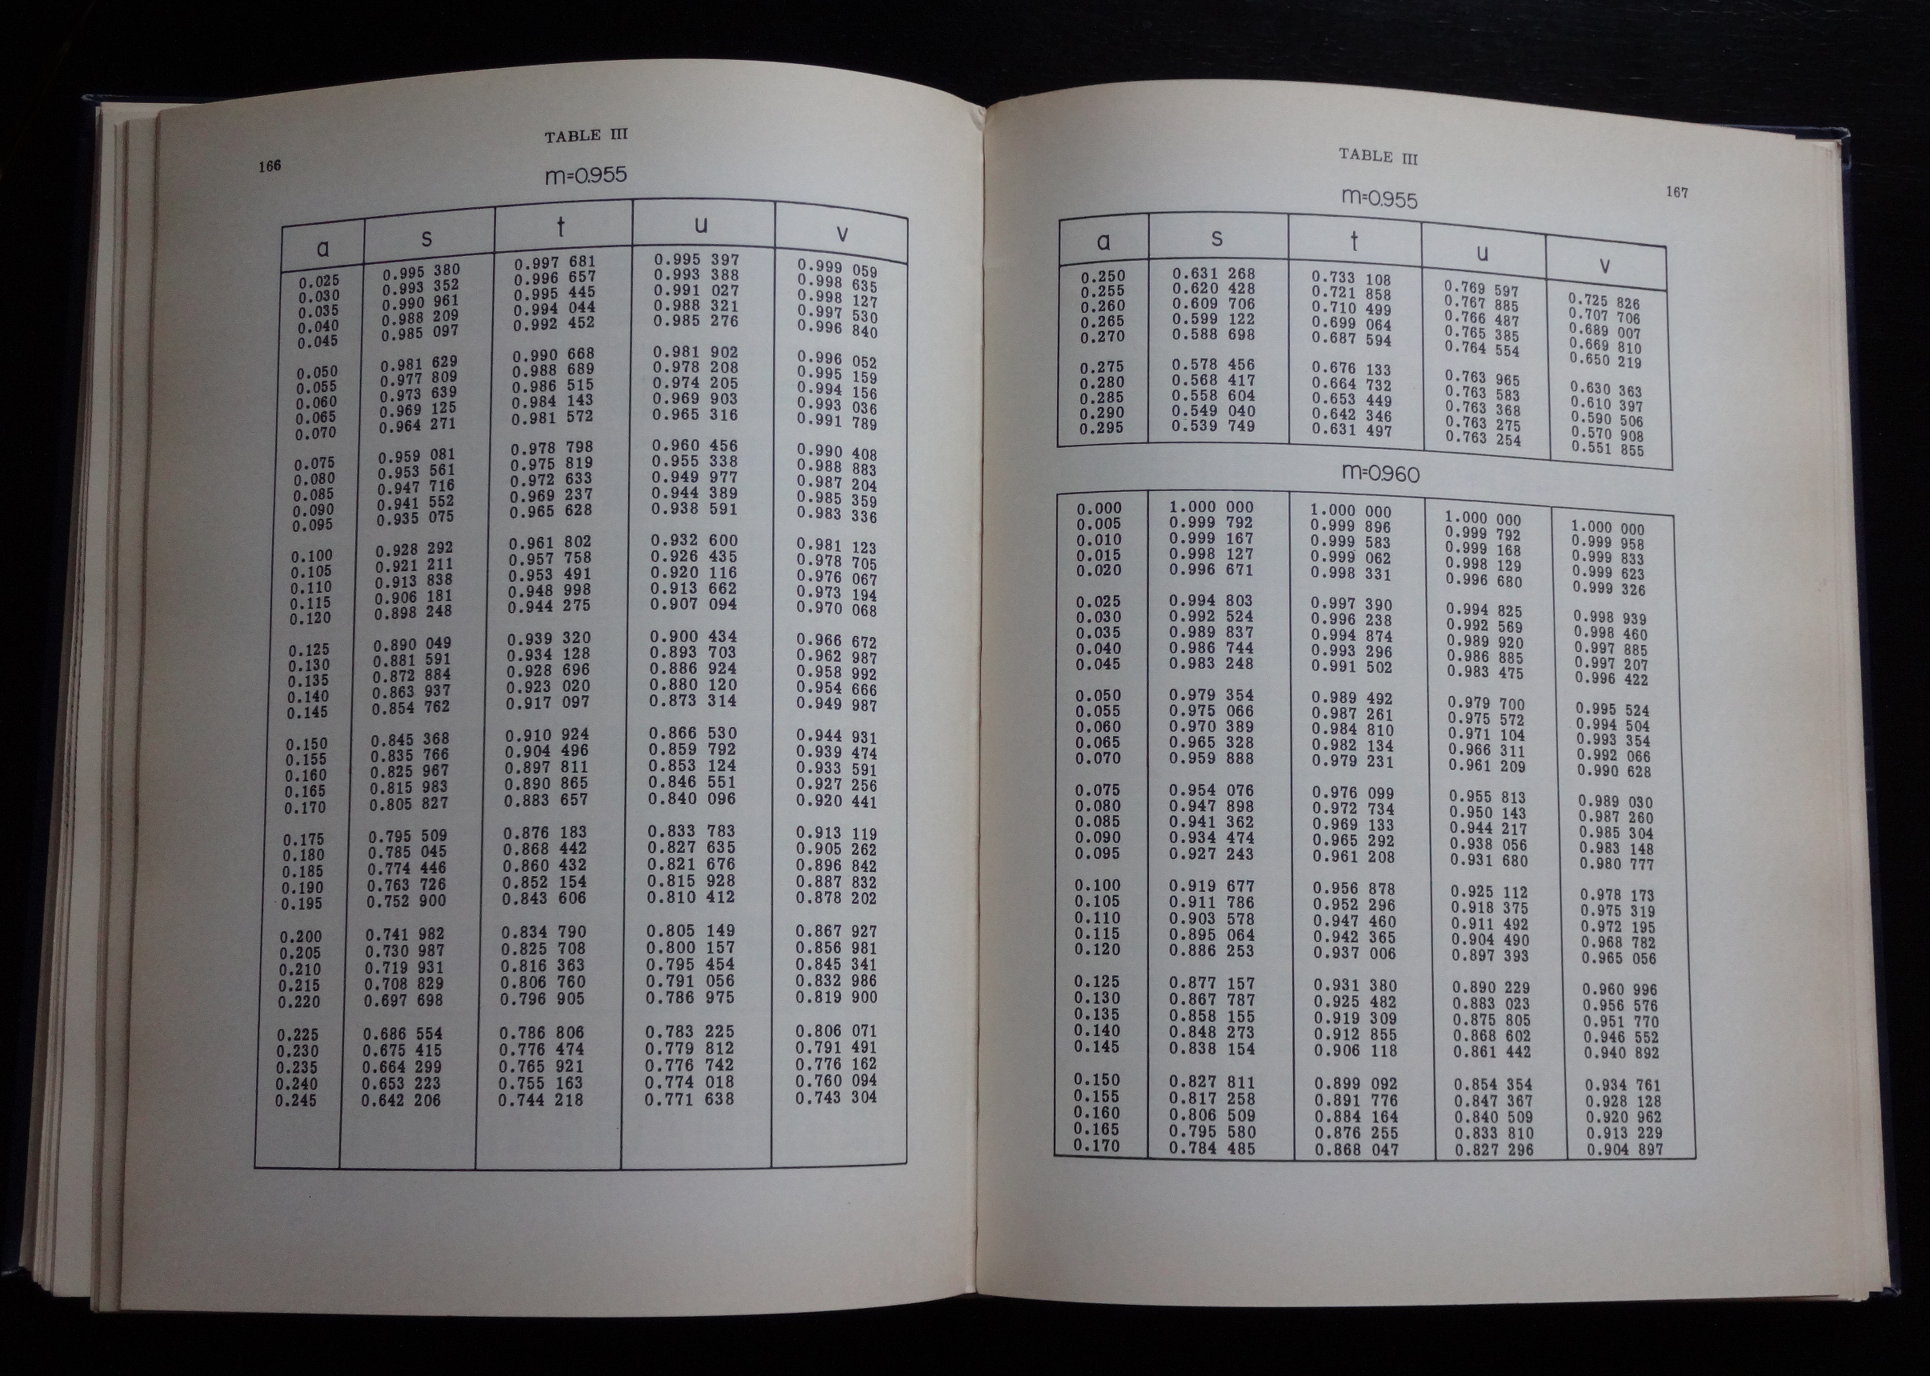 TABLE III
166
m=0.955
a s t u v
0.025 0.995 380 0.997 681 0.995 397 0.999 059
0.030 0.993 352 0.996 657 0.993 388 0.998 635
0.035 0.990 961 0.995 445 0.991 027 0.998 127
0.040 0.988 209 0.994 044 0.988 321 0.997 530
0.045 0.985 097 0.992 452 0.985 276 0.996 840
0.050 0.981 629 0.990 668 0.981 902 0.996 052
0.055 0.977 809 0.988 689 0.978 208 0.995 159
0.060 0.973 639 0.986 515 0.974 205 0.994 156
0.065 0.969 125 0.984 143 0.969 903 0.993 036
0.070 0.964 271 0.981 572 0.965 316 0.991 789
0.075 0.959 081 0.978 798 0.960 456 0.990 408
0.080 0.953 561 0.975 819 0.955 338 0.988 883
0.085 0.947 716 0.972 633 0.949 977 0.987 204
0.090 0.941 552 0.969 237 0.944 389 0.985 359
0.095 0.935 075 0.965 628 0.938 591 0.983 336
0.100 0.928 292 0.961 802 0.932 600 0.981 123
0.105 0.921 211 0.957 758 0.926 435 0.978 705
0.110 0.913 838 0.953 491 0.920 116 0.976 067
0.115 0.906 181 0.948 998 0.913 662 0.973 194
0.120 0.898 248 0.944 275 0.907 094 0.970 068
0.125 0.890 049 0.939 320 0.900 434 0.966 672
0.130 0.881 591 0.934 128 0.893 703 0.962 987
0.135 0.872 884 0.928 696 0.886 924 0.958 992
0.140 0.863 937 0.923 020 0.880 120 0.954 666
0.145 0.854 762 0.917 097 0.873 314 0.949 987
0.150 0.845 368 0.910 924 0.866 530 0.944 931
0.155 0.835 766 0.904 496 0.859 792 0.939 474
0.160 0.825 967 0.897 811 0.853 124 0.933 591
0.165 0.815 983 0.890 865 0.846 551 0.927 256
0.170 0.805 827 0.883 657 0.840 096 0.920 441
0.175 0.795 509 0.876 183 0.833 783 0.913 119
0.180 0.785 045 0.868 442 0.827 635 0.905 262
0.185 0.774 446 0.860 432 0.821 676 0.896 842
0.190 0.763 726 0.852 154 0.815 928 0.887 832
0.195 0.752 900 0.843 606 0.810 412 0.878 202
0.200 0.741 982 0.834 790 0.805 149 0.867 927
0.205 0.730 987 0.825 708 0.800 157 0.856 981
0.210 0.719 931 0.816 363 0.795 454 0.845 341
0.215 0.708 829 0.806 760 0.791 056 0.832 986
0.220 0.697 698 0.796 905 0.786 975 0.819 900
0.225 0.686 554 0.786 806 0.783 225 0.806 071
0.230 0.675 415 0.776 474 0.779 812 0.791 491
0.235 0.664 299 0.765 921 0.776 742 0.776 162
0.240 0.653 223 0.755 163 0.774 018 0.760 094
0.245 0.642 206 0.744 218 0.771 638 0.743 304
TABLE III
167
m=0.955
a s t u v
0.250 0.631 268 0.733 108 0.769 597 0.725 826
0.255 0.620 428 0.721 858 0.767 885 0.707 706
0.260 0.609 706 0.710 499 0.766 487 0.689 007
0.265 0.599 122 0.699 064 0.765 385 0.669 810
0.270 0.588 698 0.687 594 0.764 554 0.650 219
0.275 0.578 456 0.676 133 0.763 965 0.630 363
0.280 0.568 417 0.664 732 0.763 583 0.610 397
0.285 0.558 604 0.653 449 0.763 368 0.590 506
0.290 0.549 040 0.642 346 0.763 275 0.570 908
0.295 0.539 749 0.631 497 0.763 254 0.551 855
m=0.960
0.000 1.000 000 1.000 000 1.000 000 1.000 000
0.005 0.999 792 0.999 896 0.999 792 0.999 958
0.010 0.999 167 0.999 583 0.999 168 0.999 833
0.015 0.998 127 0.999 062 0.998 129 0.999 623
0.020 0.996 671 0.998 331 0.996 680 0.999 326
0.025 0.994 803 0.997 390 0.994 825 0.998 939
0.030 0.992 524 0.996 238 0.992 569 0.998 460
0.035 0.989 837 0.994 874 0.989 920 0.997 885
0.040 0.986 744 0.993 296 0.986 885 0.997 207
0.045 0.983 248 0.991 502 0.983 475 0.996 422
0.050 0.979 354 0.989 492 0.979 700 0.995 524
0.055 0.975 066 0.987 261 0.975 572 0.994 504
0.060 0.970 389 0.984 810 0.971 104 0.993 354
0.065 0.965 328 0.982 134 0.966 311 0.992 066
0.070 0.959 888 0.979 231 0.961 209 0.990 628
0.075 0.954 076 0.976 099 0.955 813 0.989 030
0.080 0.947 898 0.972 734 0.950 143 0.987 260
0.085 0.941 362 0.969 133 0.944 217 0.985 304
0.090 0.934 474 0.965 292 0.938 056 0.983 148
0.095 0.927 243 0.961 208 0.931 680 0.980 777
0.100 0.919 677 0.956 878 0.925 112 0.978 173
0.105 0.911 786 0.952 296 0.918 375 0.975 319
0.110 0.903 578 0.947 460 0.911 492 0.972 195
0.115 0.895 064 0.942 365 0.904 490 0.968 782
0.120 0.886 253 0.937 006 0.897 393 0.965 056
0.125 0.877 157 0.931 380 0.890 229 0.960 996
0.130 0.867 787 0.925 482 0.883 023 0.956 576
0.135 0.858 155 0.919 309 0.875 805 0.951 770
0.140 0.848 273 0.912 855 0.868 602 0.946 552
0.145 0.838 154 0.906 118 0.861 442 0.940 892
0.150 0.827 811 0.899 092 0.854 354 0.934 761
0.155 0.817 258 0.891 776 0.847 367 0.928 128
0.160 0.806 509 0.884 164 0.840 509 0.920 962
0.165 0.795 580 0.876 255 0.833 810 0.913 229
0.170 0.784 485 0.868 047 0.827 296 0.904 897